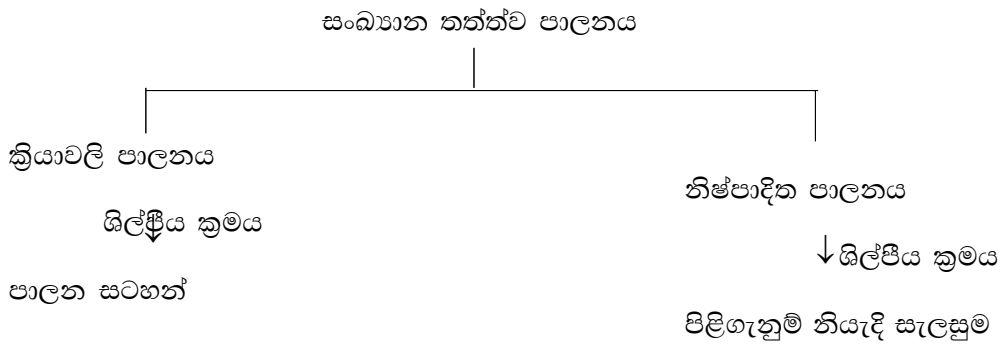 සංඛ්‍යාන තත්ත්ව පාලනය
ක්‍රියාවලි පාලනය
නිෂ්පාදිත පාලනය
ශිල්පීය ක්‍රමය
ශිල්පීය ක්‍රමය
පාලන සටහන්
පිළිගැනුම් නියැදි සැලසුම